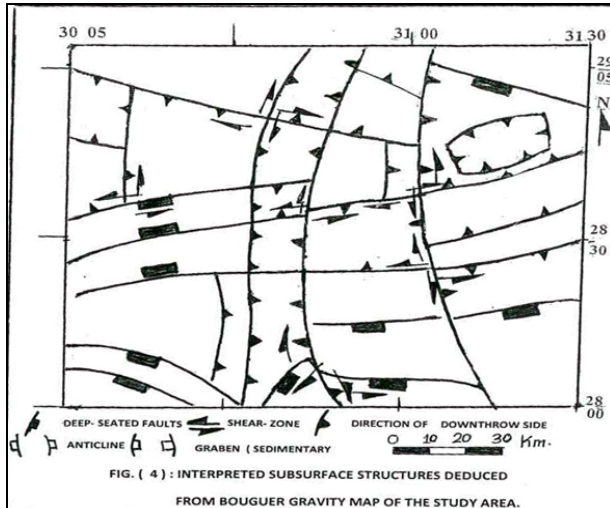 30 05 31 00 31 30
29 05
N
28 30
28 00
DEEP- SEATED FAULTS SHEAR- ZONE DIRECTION OF DOWNTHROW SIDE
ANTICLINE GRABEN ( SEDIMENTARY 0 10 20 30 Km.
FIG. ( 4 ) : INTERPRETED SUBSURFACE STRUCTURES DEDUCED
FROM BOUGUER GRAVITY MAP OF THE STUDY AREA.